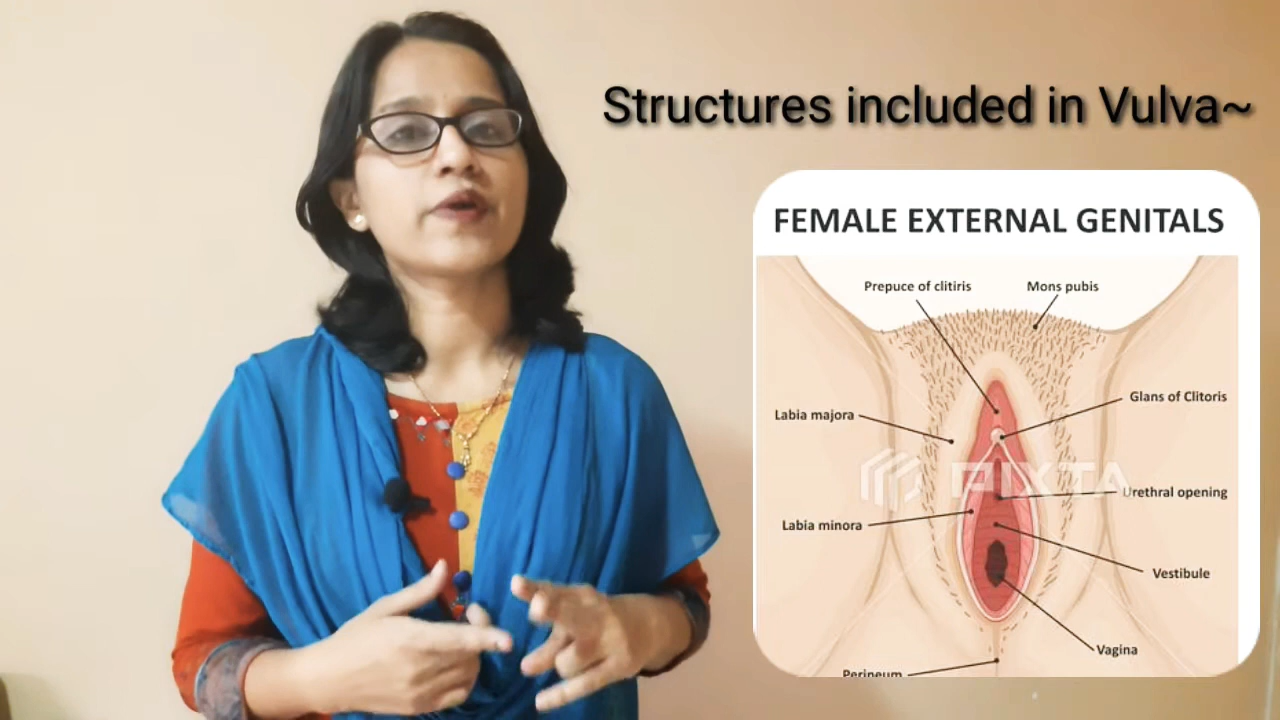 Structures included in Vulva~
FEMALE EXTERNAL GENITALS
Prepuce of clitiris
Mons pubis
Glans of Clitoris
Labia majora
PIXTA
Urethral opening
Labia minora
Vestibule
Vagina
Perineum